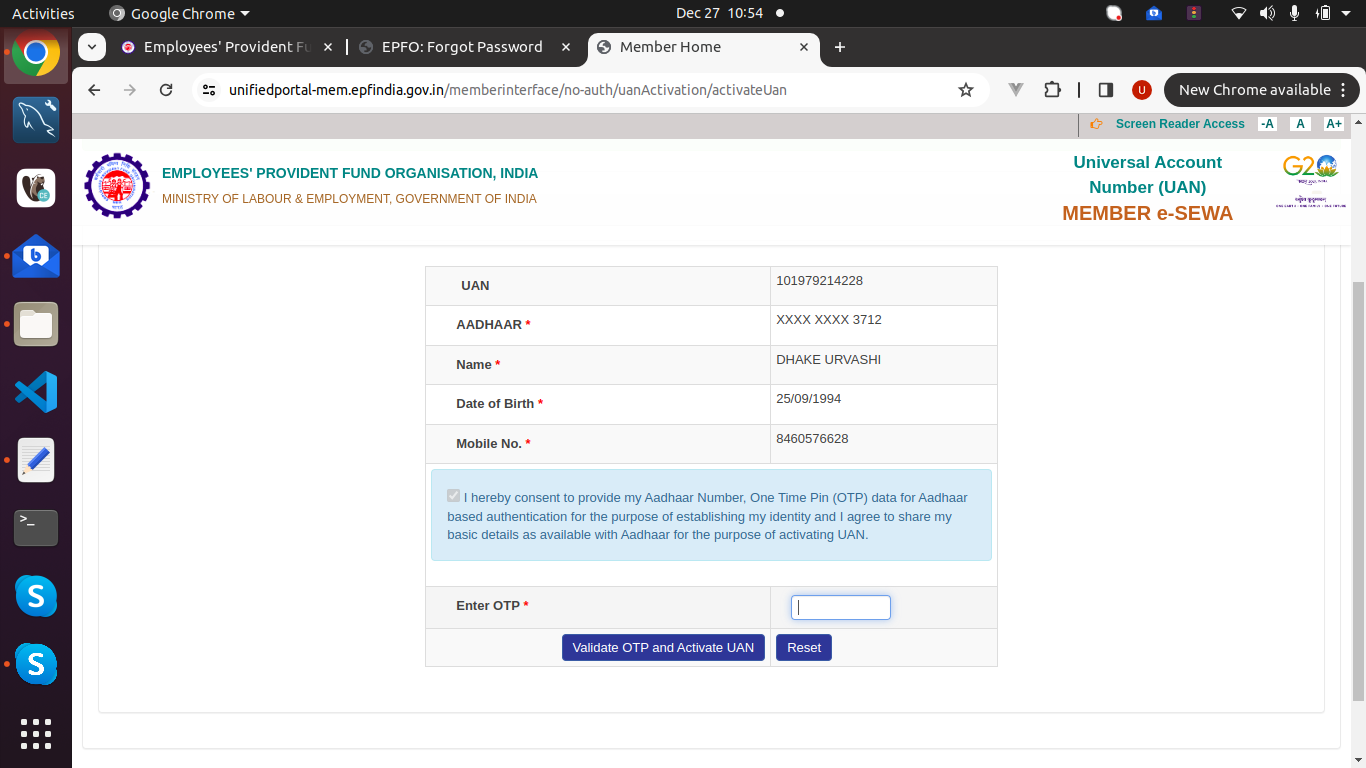 Activities
Google Chrome
Dec 27 10:54
Employees' Provident Fu
EPFO: Forgot Password
Member Home
unifiedportal-mem.epfindia.gov.in/memberinterface/no-auth/uanActivation/activateUan
U
New Chrome available
Screen Reader Access
-A
A
A+
EMPLOYEES' PROVIDENT FUND ORGANISATION, INDIA
MINISTRY OF LABOUR & EMPLOYMENT, GOVERNMENT OF INDIA
Universal Account
Number (UAN)
MEMBER e-SEWA
G20
UAN 101979214228
AADHAAR * XXXX XXXX 3712
Name * DHAKE URVASHI
Date of Birth * 25/09/1994
Mobile No. * 8460576628
I hereby consent to provide my Aadhaar Number, One Time Pin (OTP) data for Aadhaar
based authentication for the purpose of establishing my identity and I agree to share my
basic details as available with Aadhaar for the purpose of activating UAN.
Enter OTP *
Validate OTP and Activate UAN
Reset